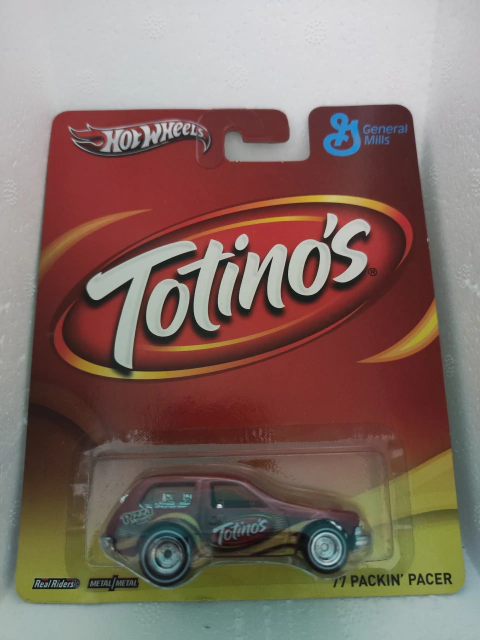 HOT WHEELS
General
Mills
Totino's®
Totino's
Real Riders
METAL/METAL
77 PACKIN' PACER